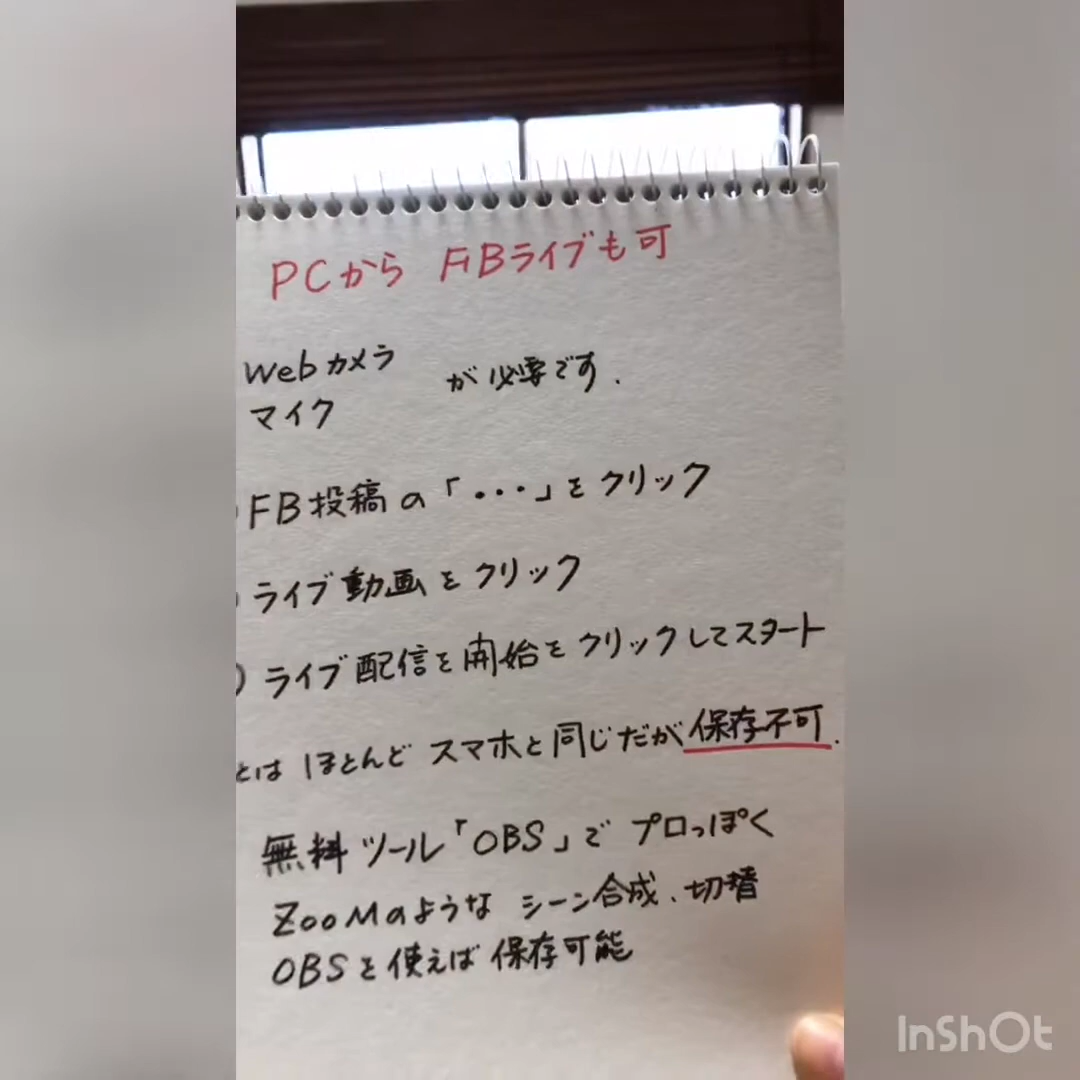 PCから FBライブも可
Webカメラ
マイク
が必要です.
FB投稿の「・・・」をクリック
ライブ動画をクリック
) ライブ配信を開始をクリックしてスタート
とは ほとんど スマホと同じだが保存不可.
無料ツール「OBS」で プロっぽく
ZooMのような シーン合成、切替
OBSを使えば 保存可能
InShOt